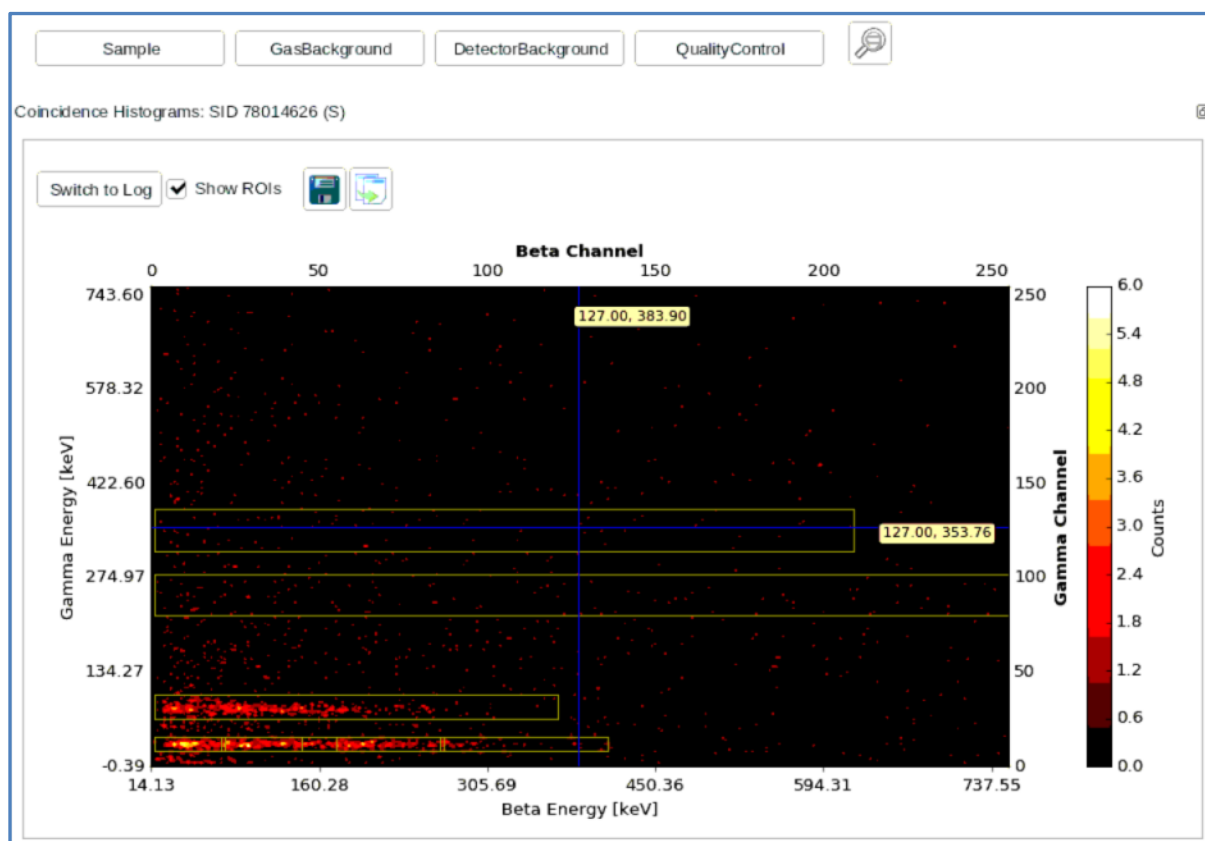 Sample GasBackground DetectorBackground QualityControl
Coincidence Histograms: SID 78014626 (S)
Switch to Log Show ROIs
Beta Channel
0 50 100 150 200 250
743.60 250 6.0
127.00, 383.90
5.4
578.32 200 4.8
4.2
422.60 150 3.6
127.00, 353.76 3.0
274.97 100 2.4
1.8
134.27 50 1.2
0.6
-0.39 0 0.0
Gamma Energy [keV]
Gamma Channel
Counts
14.13 160.28 305.69 450.36 594.31 737.55
Beta Energy [keV]